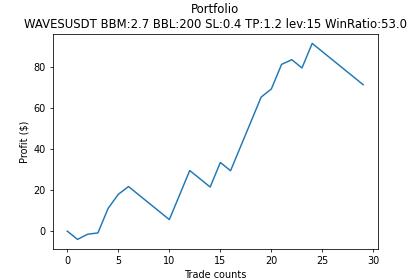 Portfolio
WAVESUSDT BBM:2.7 BBL:200 SL:0.4 TP:1.2 lev:15 WinRatio:53.0
80
60
40
20
0
Profit ($)
0 5 10 15 20 25 30
Trade counts